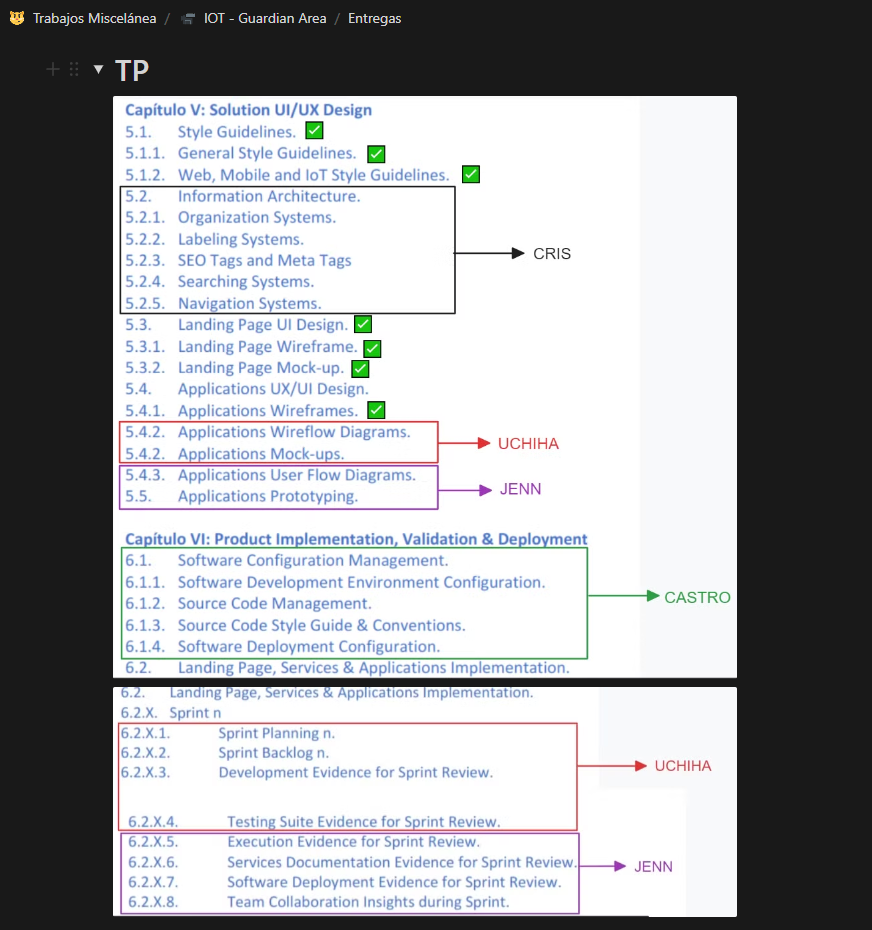 Trabajos Miscelánea / IOT - Guardian Area / Entregas
TP
Capítulo V: Solution UI/UX Design
5.1. Style Guidelines.
5.1.1. General Style Guidelines.
5.1.2. Web, Mobile and IoT Style Guidelines.
5.2. Information Architecture.
5.2.1. Organization Systems.
5.2.2. Labeling Systems.
5.2.3. SEO Tags and Meta Tags
CRIS
5.2.4. Searching Systems.
5.2.5. Navigation Systems.
5.3. Landing Page UI Design.
5.3.1. Landing Page Wireframe.
5.3.2. Landing Page Mock-up.
5.4. Applications UX/UI Design.
5.4.1. Applications Wireframes.
5.4.2. Applications Wireflow Diagrams.
UCHIHA
5.4.2. Applications Mock-ups.
5.4.3. Applications User Flow Diagrams.
JENN
5.5. Applications Prototyping.
Capítulo VI: Product Implementation, Validation & Deployment
6.1. Software Configuration Management.
6.1.1. Software Development Environment Configuration.
6.1.2. Source Code Management.
CASTRO
6.1.3. Source Code Style Guide & Conventions.
6.1.4. Software Deployment Configuration.
6.2. Landing Page, Services & Applications Implementation.
6.2. Landing Page, Services & Applications Implementation.
6.2.X. Sprint n
6.2.X.1. Sprint Planning n.
6.2.X.2. Sprint Backlog n.
UCHIHA
6.2.X.3. Development Evidence for Sprint Review.
6.2.X.4. Testing Suite Evidence for Sprint Review.
6.2.X.5. Execution Evidence for Sprint Review.
6.2.X.6. Services Documentation Evidence for Sprint Review.
JENN
6.2.X.7. Software Deployment Evidence for Sprint Review.
6.2.X.8. Team Collaboration Insights during Sprint.